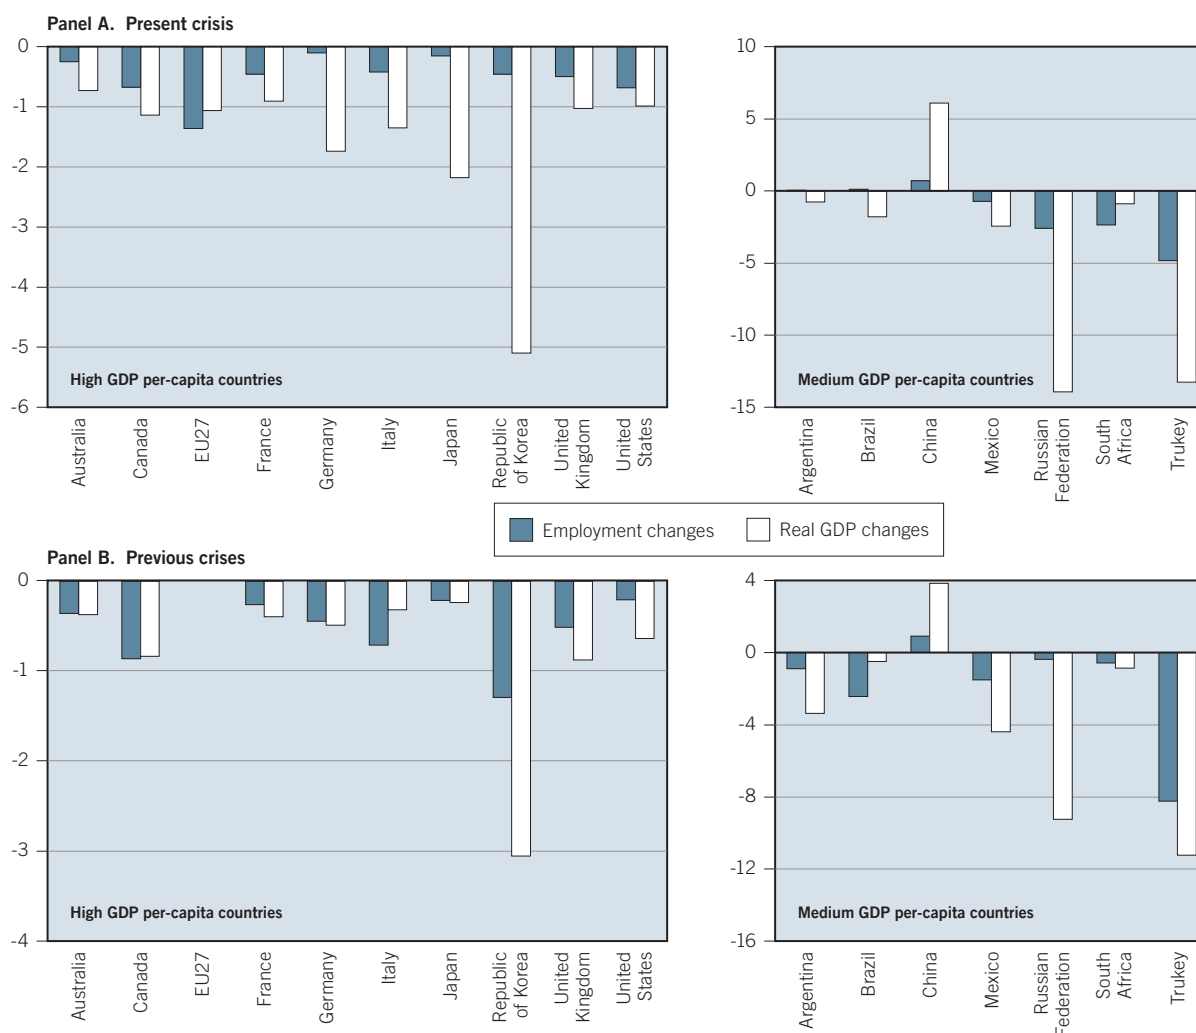 Panel A. Present crisis
0
-1
-2
-3
-4
-5
-6
High GDP per-capita countries
Australia
Canada
EU27
France
Germany
Italy
Japan
Republic
of Korea
United
Kingdom
United
States
10
5
0
-5
-10
-15
Medium GDP per-capita countries
Argentina
Brazil
China
Mexico
Russian
Federation
South
Africa
Trukey
Employment changes
Real GDP changes
Panel B. Previous crises
0
-1
-2
-3
-4
High GDP per-capita countries
Australia
Canada
EU27
France
Germany
Italy
Japan
Republic
of Korea
United
Kingdom
United
States
4
0
-4
-8
-12
-16
Medium GDP per-capita countries
Argentina
Brazil
China
Mexico
Russian
Federation
South
Africa
Trukey